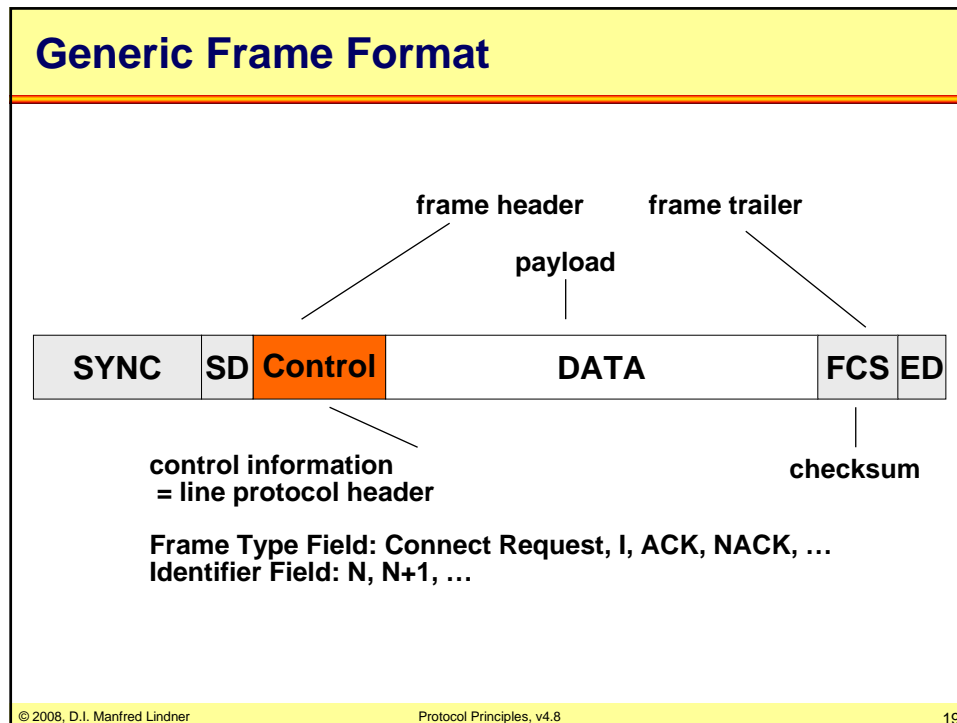 Generic Frame Format
frame header
frame trailer
payload
SYNC SD Control DATA FCS ED
control information
= line protocol header
checksum
Frame Type Field: Connect Request, I, ACK, NACK, …
Identifier Field: N, N+1, …
© 2008, D.I. Manfred Lindner
Protocol Principles, v4.8
19